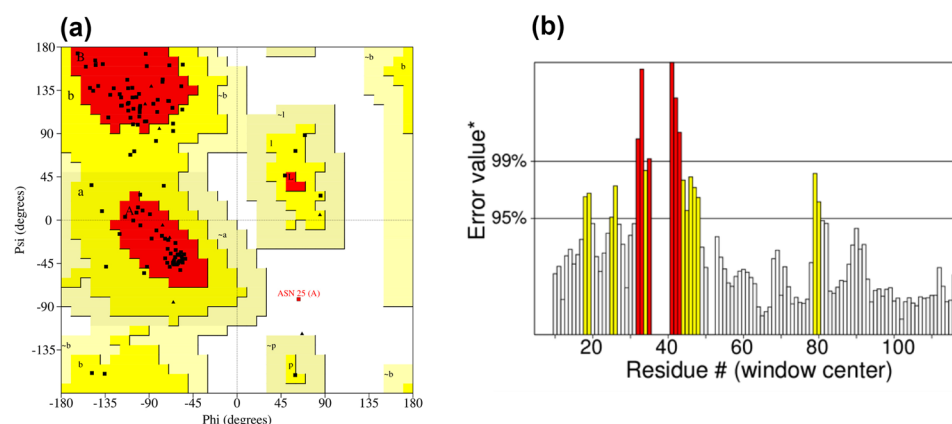 (a)
180
135
90
45
0
-45
-90
-135
-180
-135
-90
-45
0
45
90
135
180
Psi (degrees)
Phi (degrees)
B
b
~b
~b
b
~l
l
L
a
A
~a
ASN 25 (A)
~b
b
~p
p
~b
(b)
Error value*
99%
95%
20
40
60
80
100
Residue # (window center)